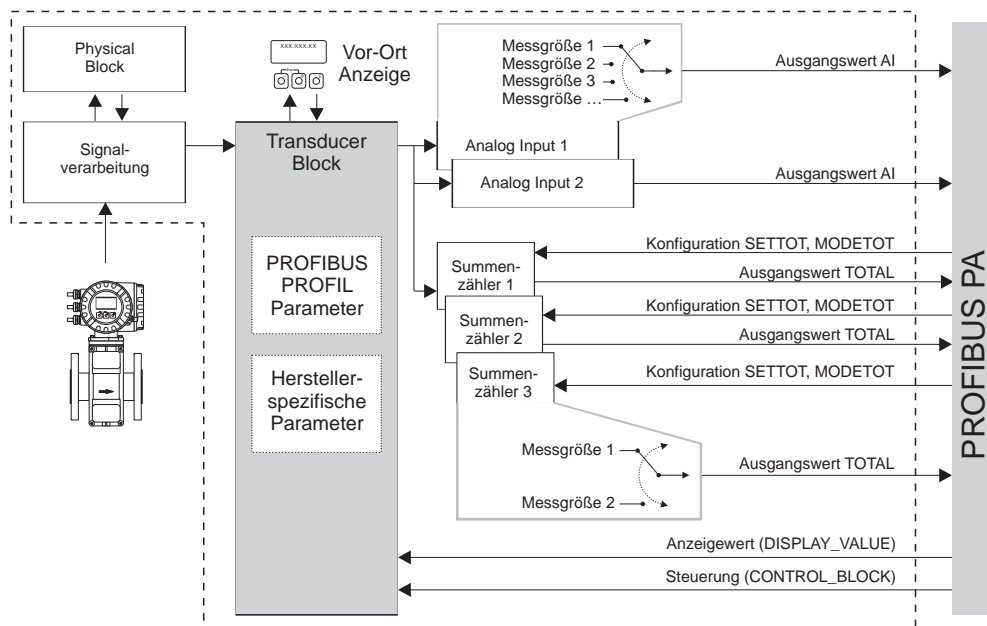 Physical
Block
Signal-
verarbeitung
xxx.xxx.xx
Vor-Ort
Anzeige
Transducer
Block
PROFIBUS
PROFIL
Parameter
Hersteller-
spezifische
Parameter
Messgröße 1
Messgröße 2
Messgröße 3
Messgröße …
Analog Input 1
Ausgangswert AI
Analog Input 2
Ausgangswert AI
Summen-
zähler 1
Konfiguration SETTOT, MODETOT
Ausgangswert TOTAL
Summen-
zähler 2
Konfiguration SETTOT, MODETOT
Ausgangswert TOTAL
Summen-
zähler 3
Konfiguration SETTOT, MODETOT
Messgröße 1
Messgröße 2
Ausgangswert TOTAL
Anzeigewert (DISPLAY_VALUE)
Steuerung (CONTROL_BLOCK)
PROFIBUS PA